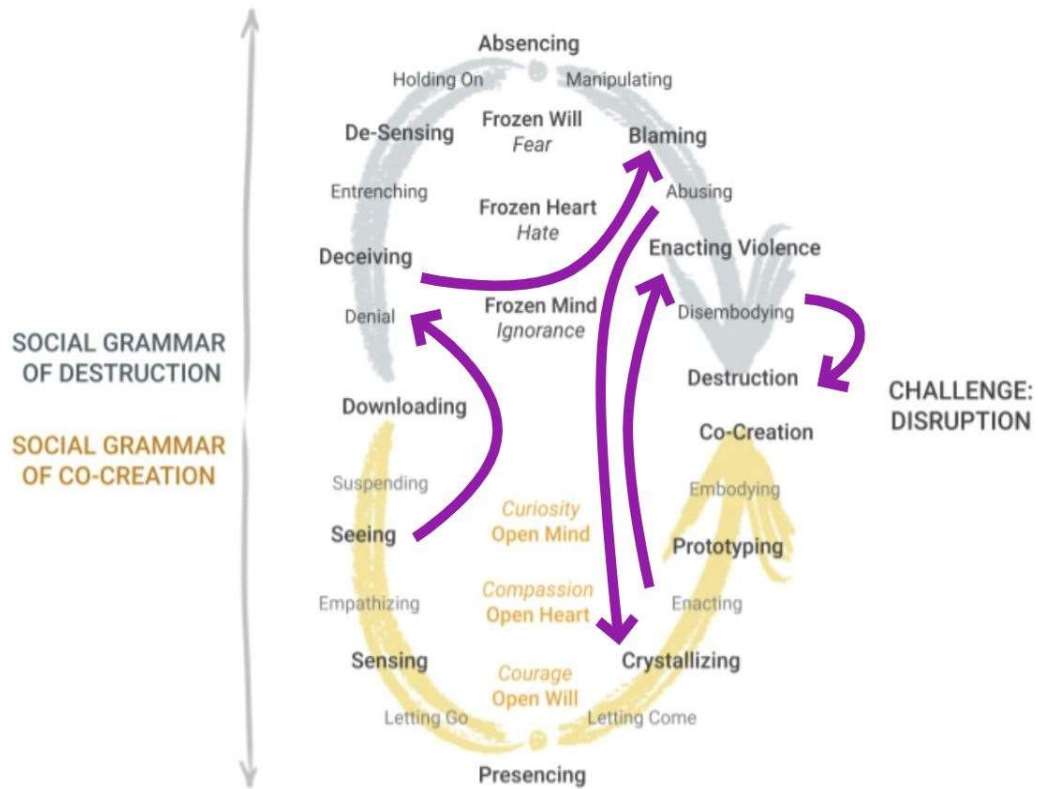 Absencing
Holding On
Manipulating
De-Sensing
Frozen Will
Fear
Blaming
Entrenching
Frozen Heart
Hate
Abusing
Deceiving
Enacting Violence
Denial
Frozen Mind
Ignorance
Disembodying
SOCIAL GRAMMAR
OF DESTRUCTION
Downloading
Destruction
CHALLENGE:
DISRUPTION
SOCIAL GRAMMAR
OF CO-CREATION
Co-Creation
Suspending
Embodying
Seeing
Curiosity
Open Mind
Prototyping
Empathizing
Compassion
Open Heart
Enacting
Sensing
Courage
Open Will
Crystallizing
Letting Go
Letting Come
Presencing